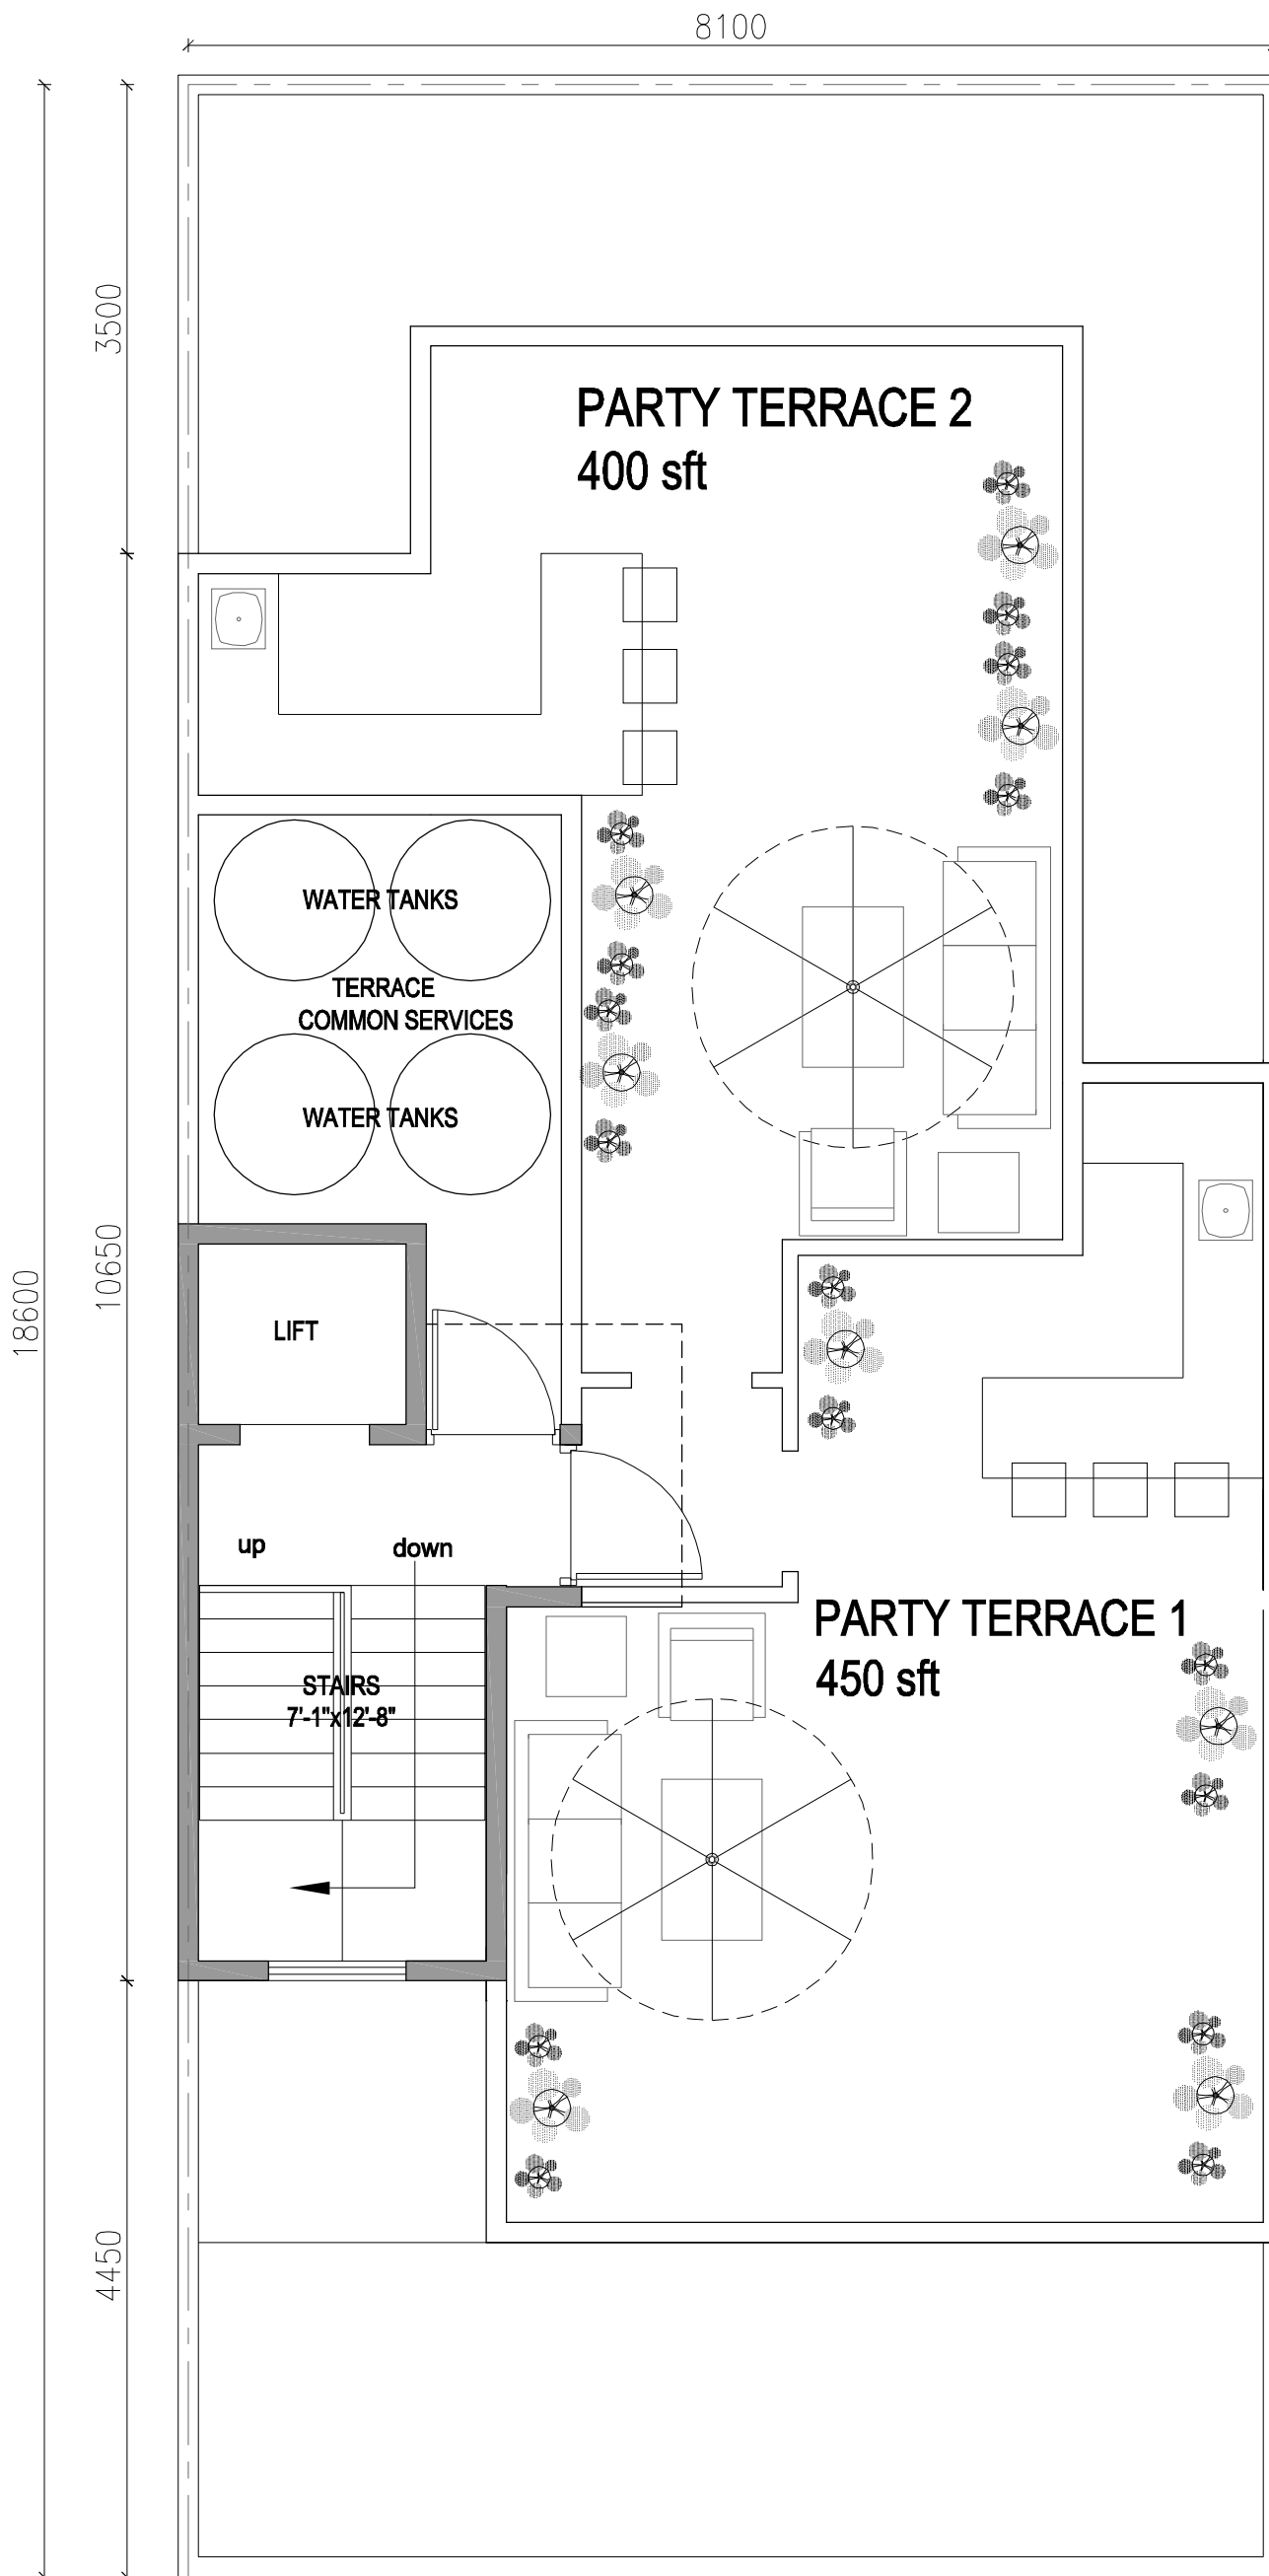 8100
3500
PARTY TERRACE 2
400 sft
WATER TANKS
TERRACE
COMMON SERVICES
WATER TANKS
10650
18600
LIFT
up
down
PARTY TERRACE 1
450 sft
STAIRS
7'-1"x12'-8"
4450